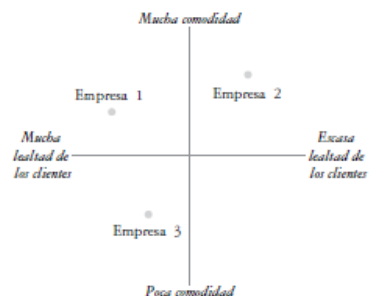 Mucha comodidad
Empresa 1
Empresa 2
Mucha
lealtad de
los clientes
Escasa
lealtad de
los clientes
Empresa 3
Poca comodidad